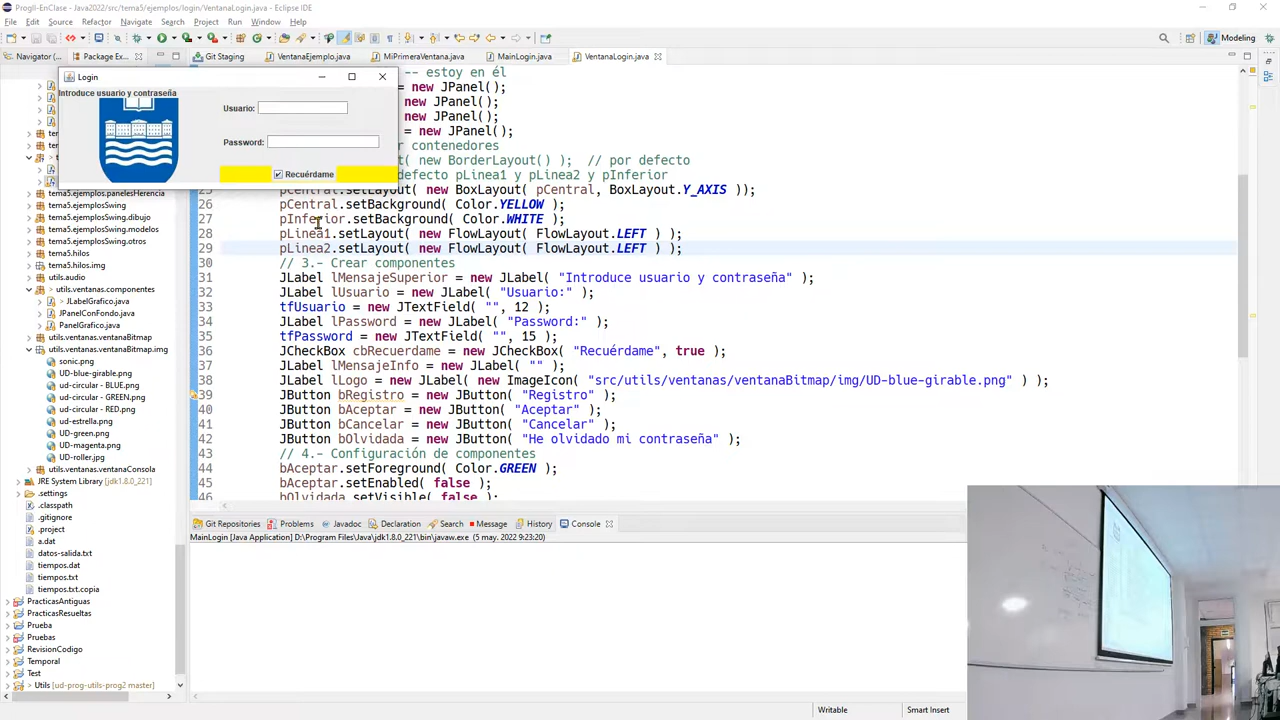 ProgII-EnClase - Java2022/src/tema5/ejemplos/login/VentanaLogin.java - Eclipse IDE
File Edit Source Refactor Navigate Search Project Run Window Help
Modeling
Navigator ( Package Ex... Git Staging VentanaEjemplo.java MiPrimeraVentana.java MainLogin.java VentanaLogin.java
Login
Introduce usuario y contraseña
Usuario:
Password:
Recuérdame
tema5.ejemplos.panelesHerencia
tema5.ejemplosSwing
tema5.ejemplosSwing.dibujo
tema5.ejemplosSwing.modelos
tema5.ejemplosSwing.otros
tema5.hilos
tema5.hilos.img
utils.audio
utils.ventanas.componentes
JLabelGrafico.java
JPanelConFondo.java
PanelGrafico.java
utils.ventanas.ventanaBitmap
utils.ventanas.ventanaBitmap.img
sonic.png
UD-blue-girable.png
ud-circular - BLUE.png
ud-circular - GREEN.png
ud-circular - RED.png
ud-estrella.png
UD-green.png
UD-magenta.png
UD-roller.jpg
utils.ventanas.ventanaConsola
JRE System Library [jdk1.8.0_221]
.settings
.classpath
.gitignore
.project
a.dat
datos-salida.txt
tiempos.dat
tiempos.txt
tiempos.txt.copia
PracticasAntiguas
PracticasResueltas
Prueba
Pruebas
RevisionCodigo
Temporal
Test
Utils [ud-prog-utils-prog2 master]
-- estoy en él
= new JPanel();
= new JPanel();
= new JPanel();
= new JPanel();
ar contenedores
t( new BorderLayout() ); // por defecto
defecto pLinea1 y pLinea2 y pInferior
25 pCentral.setLayout( new BoxLayout( pCentral, BoxLayout.Y_AXIS ));
26 pCentral.setBackground( Color.YELLOW );
27 pInferior.setBackground( Color.WHITE );
28 pLinea1.setLayout( new FlowLayout( FlowLayout.LEFT ) );
29 pLinea2.setLayout( new FlowLayout( FlowLayout.LEFT ) );
30 // 3.- Crear componentes
31 JLabel lMensajeSuperior = new JLabel( "Introduce usuario y contraseña" );
32 JLabel lUsuario = new JLabel( "Usuario:" );
33 tfUsuario = new JTextField( "", 12 );
34 JLabel lPassword = new JLabel( "Password:" );
35 tfPassword = new JTextField( "", 15 );
36 JCheckBox cbRecuerdame = new JCheckBox( "Recuérdame", true );
37 JLabel lMensajeInfo = new JLabel( "" );
38 JLabel lLogo = new JLabel( new ImageIcon( "src/utils/ventanas/ventanaBitmap/img/UD-blue-girable.png" ) );
39 JButton bRegistro = new JButton( "Registro" );
40 JButton bAceptar = new JButton( "Aceptar" );
41 JButton bCancelar = new JButton( "Cancelar" );
42 JButton bOlvidada = new JButton( "He olvidado mi contraseña" );
43 // 4.- Configuración de componentes
44 bAceptar.setForeground( Color.GREEN );
45 bAceptar.setEnabled( false );
46 bOlvidada.setVisible( false );
Git Repositories Problems Javadoc Declaration Search Message History Console
MainLogin [Java Application] D:\Program Files\Java\jdk1.8.0_221\bin\javaw.exe (5 may. 2022 9:23:20)
Writable Smart Insert